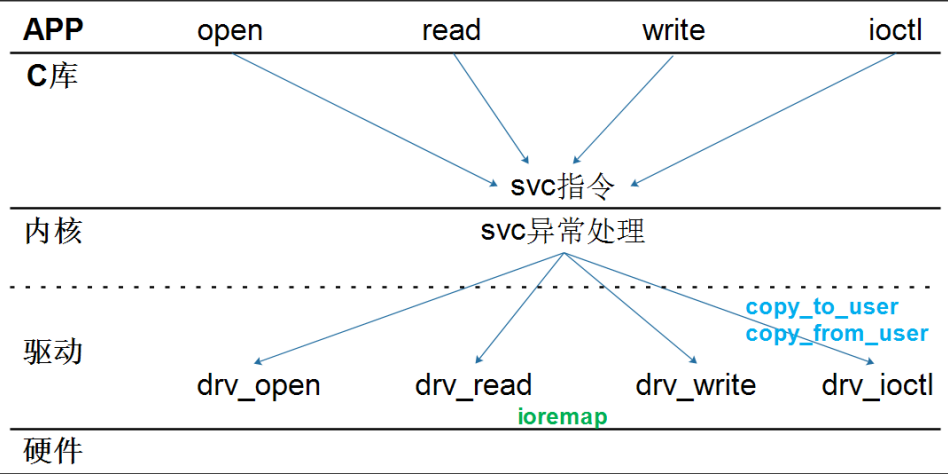 APP open read write ioctl
C库
svc指令
内核 svc异常处理
copy_to_user
copy_from_user
驱动
drv_open drv_read drv_write drv_ioctl
ioremap
硬件